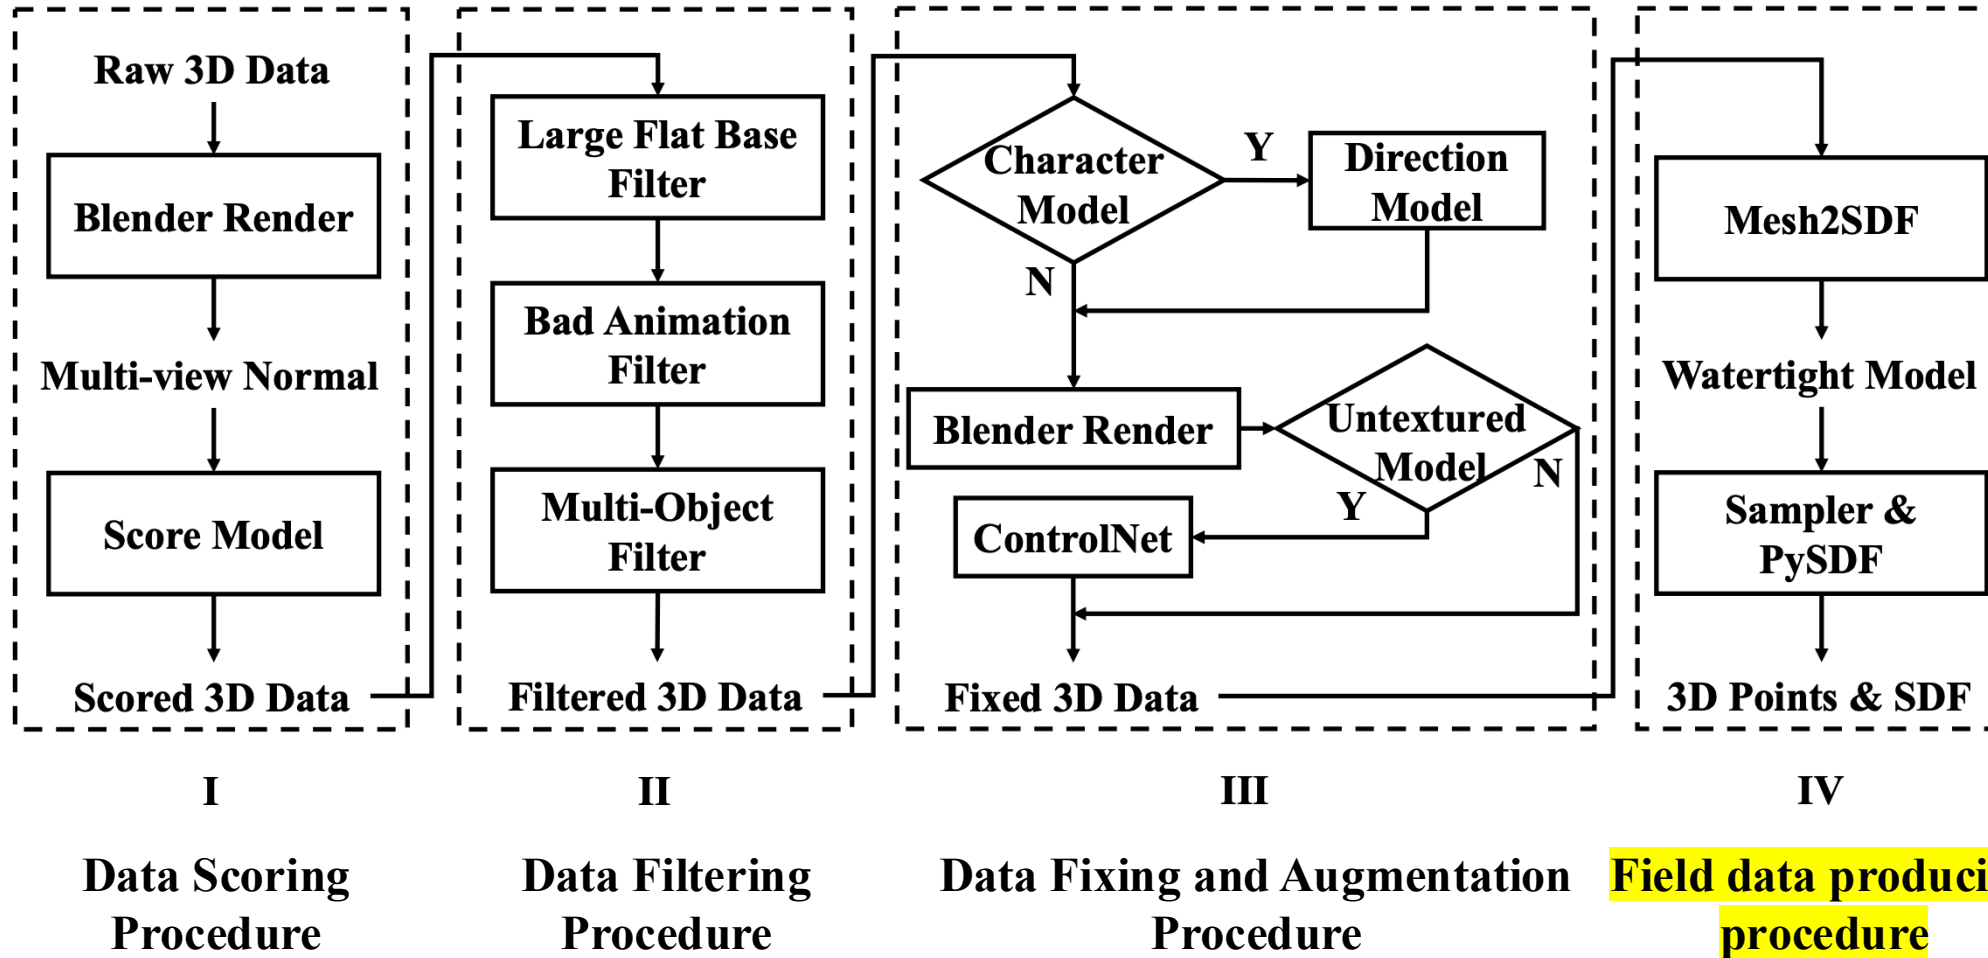 Raw 3D Data
Blender Render
Multi-view Normal
Score Model
Scored 3D Data
I
Data Scoring
Procedure
Large Flat Base
Filter
Bad Animation
Filter
Multi-Object
Filter
Filtered 3D Data
II
Data Filtering
Procedure
Character
Model
Y
Direction
Model
N
Blender Render
Untextured
Model
N
Y
ControlNet
Fixed 3D Data
III
Data Fixing and Augmentation
Procedure
Mesh2SDF
Watertight Model
Sampler &
PySDF
3D Points & SDF
IV
Field data produci
procedure